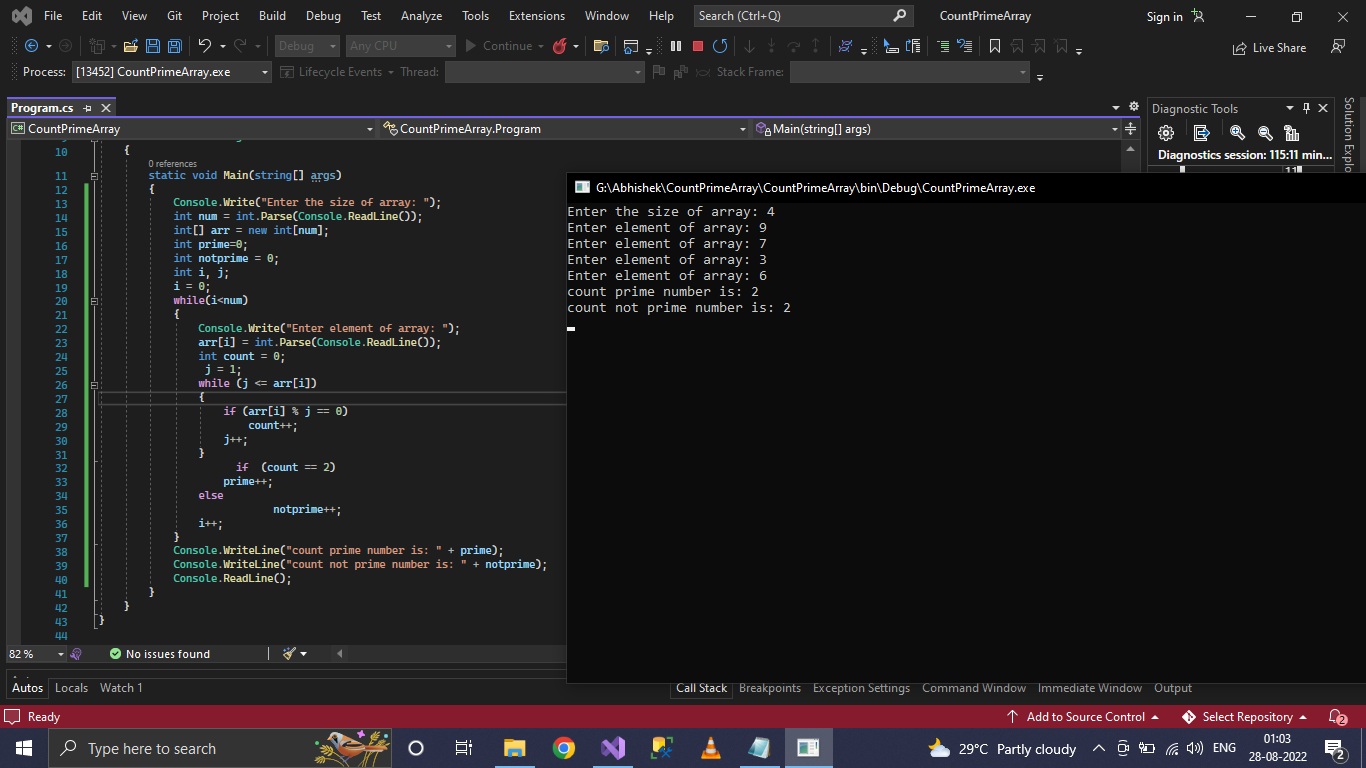 File Edit View Git Project Build Debug Test Analyze Tools Extensions Window Help Search (Ctrl+Q) CountPrimeArray Sign in
Debug Any CPU Continue Live Share
Process: [13452] CountPrimeArray.exe Lifecycle Events Thread: Stack Frame:
Program.cs
CountPrimeArray CountPrimeArray.Program Main(string[] args)
Diagnostic Tools
Diagnostics session: 115:11 min...
Solution Explo
10 {
0 references
11 static void Main(string[] args)
12 {
13 Console.Write("Enter the size of array: ");
14 int num = int.Parse(Console.ReadLine());
15 int[] arr = new int[num];
16 int prime=0;
17 int notprime = 0;
18 int i, j;
19 i = 0;
20 while(i<num)
21 {
22 Console.Write("Enter element of array: ");
23 arr[i] = int.Parse(Console.ReadLine());
24 int count = 0;
25 j = 1;
26 while (j <= arr[i])
27 {
28 if (arr[i] % j == 0)
29 count++;
30 j++;
31 }
32 if (count == 2)
33 prime++;
34 else
35 notprime++;
36 i++;
37 }
38 Console.WriteLine("count prime number is: " + prime);
39 Console.WriteLine("count not prime number is: " + notprime);
40 Console.ReadLine();
41 }
42 }
43 }
44
G:\Abhishek\CountPrimeArray\CountPrimeArray\bin\Debug\CountPrimeArray.exe
Enter the size of array: 4
Enter element of array: 9
Enter element of array: 7
Enter element of array: 3
Enter element of array: 6
count prime number is: 2
count not prime number is: 2
82 % No issues found
Autos Locals Watch 1
Call Stack Breakpoints Exception Settings Command Window Immediate Window Output
Ready Add to Source Control Select Repository 2
Type here to search
29°C Partly cloudy ENG 01:03
28-08-2022 2